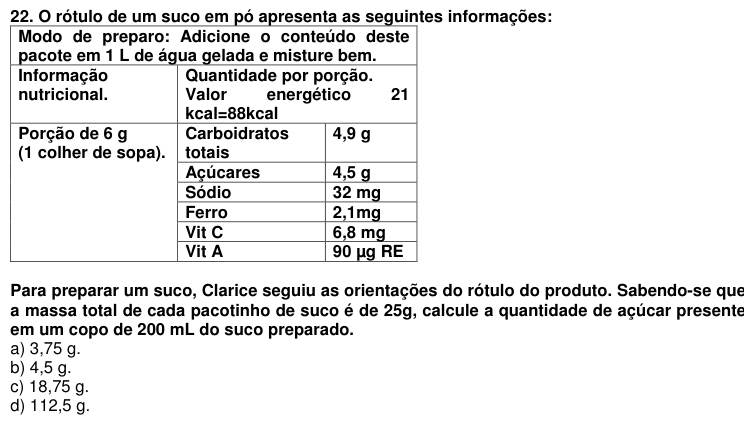 22. O rótulo de um suco em pó apresenta as seguintes informações:
Modo de preparo: Adicione o conteúdo deste
pacote em 1 L de água gelada e misture bem.
Informação
nutricional.
Quantidade por porção.
Valor energético 21
kcal=88kcal
Porção de 6 g
(1 colher de sopa).
Carboidratos
totais
4,9 g
Açúcares 4,5 g
Sódio 32 mg
Ferro 2,1mg
Vit C 6,8 mg
Vit A 90 µg RE
Para preparar um suco, Clarice seguiu as orientações do rótulo do produto. Sabendo-se que
a massa total de cada pacotinho de suco é de 25g, calcule a quantidade de açúcar presente
em um copo de 200 mL do suco preparado.
a) 3,75 g.
b) 4,5 g.
c) 18,75 g.
d) 112,5 g.